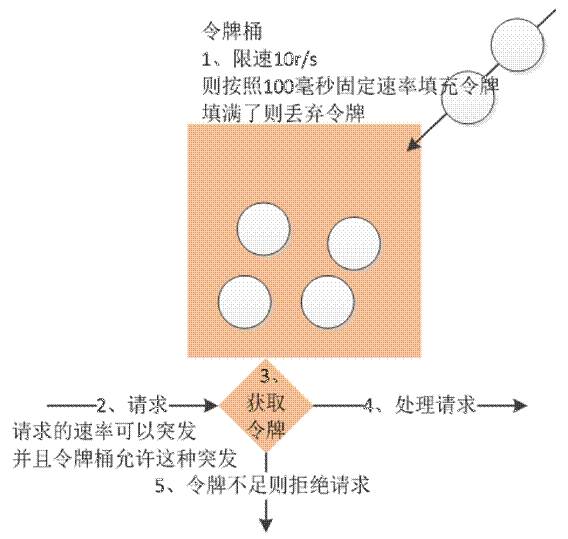 令牌桶
1、限速10r/s
则按照100毫秒固定速率填充令牌
填满了则丢弃令牌
3、
获取
令牌
2、请求
4、处理请求
请求的速率可以突发
并且令牌桶允许这种突发
5、令牌不足则拒绝请求